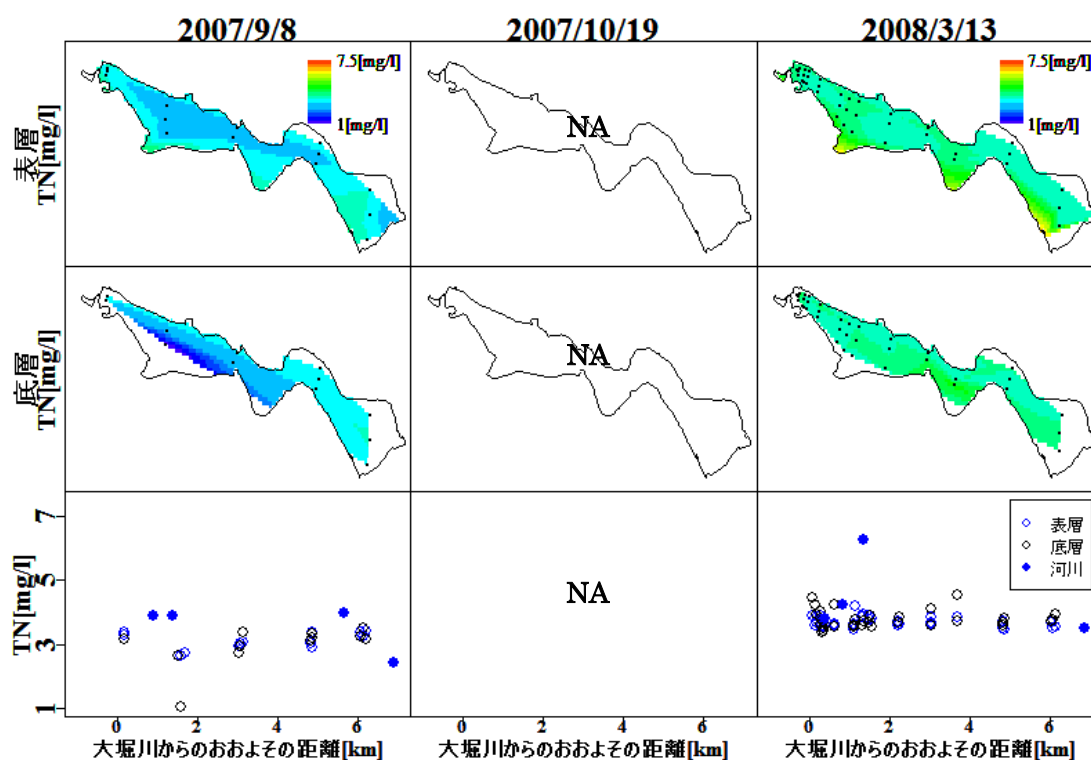 2007/9/8
2007/10/19
2008/3/13
表層
TN[mg/l]
7.5[mg/l]
1[mg/l]
NA
7.5[mg/l]
1[mg/l]
底層
TN[mg/l]
NA
TN[mg/l]
7
5
3
1
NA
表層
底層
河川
0 2 4 6
0 2 4 6
0 2 4 6
大堀川からのおおよその距離[km]
大堀川からのおおよその距離[km]
大堀川からのおおよその距離[km]